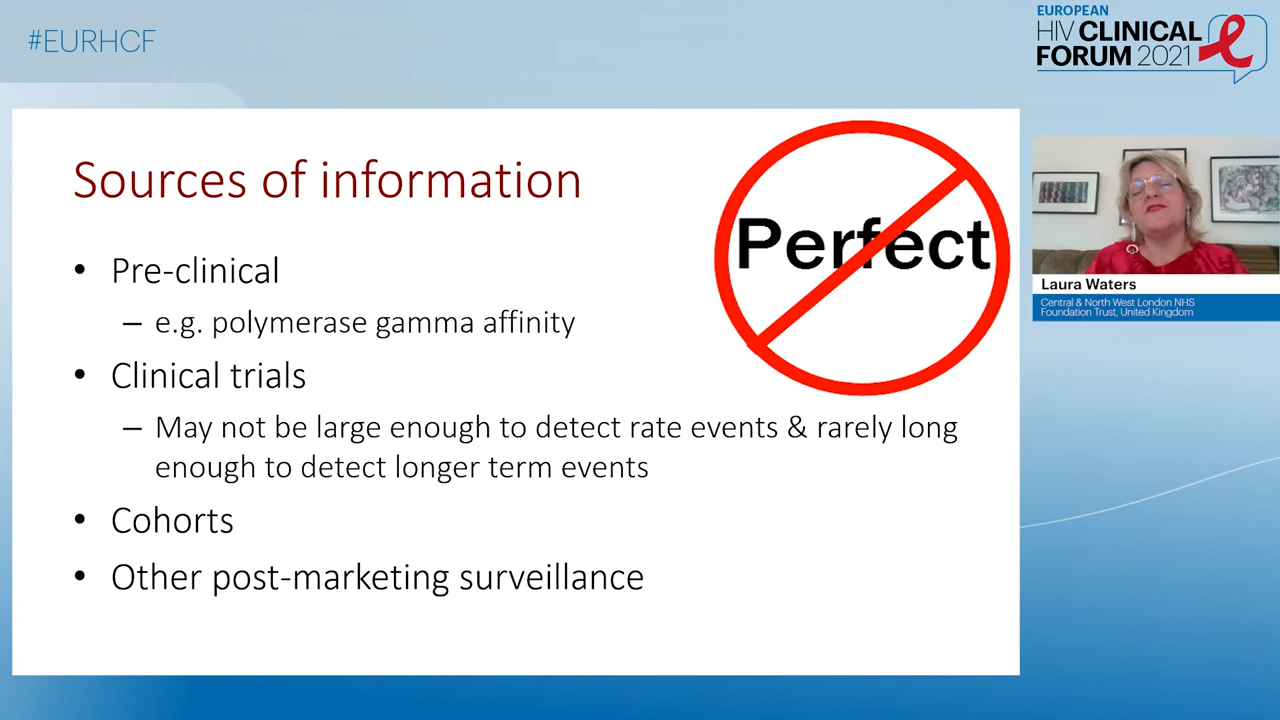 #EURHCF
EUROPEAN
HIV CLINICAL
FORUM 2021
Sources of information
Perfect
• Pre-clinical
– e.g. polymerase gamma affinity
• Clinical trials
– May not be large enough to detect rate events & rarely long
enough to detect longer term events
• Cohorts
• Other post-marketing surveillance
Laura Waters
Central & North West London NHS
Foundation Trust, United Kingdom